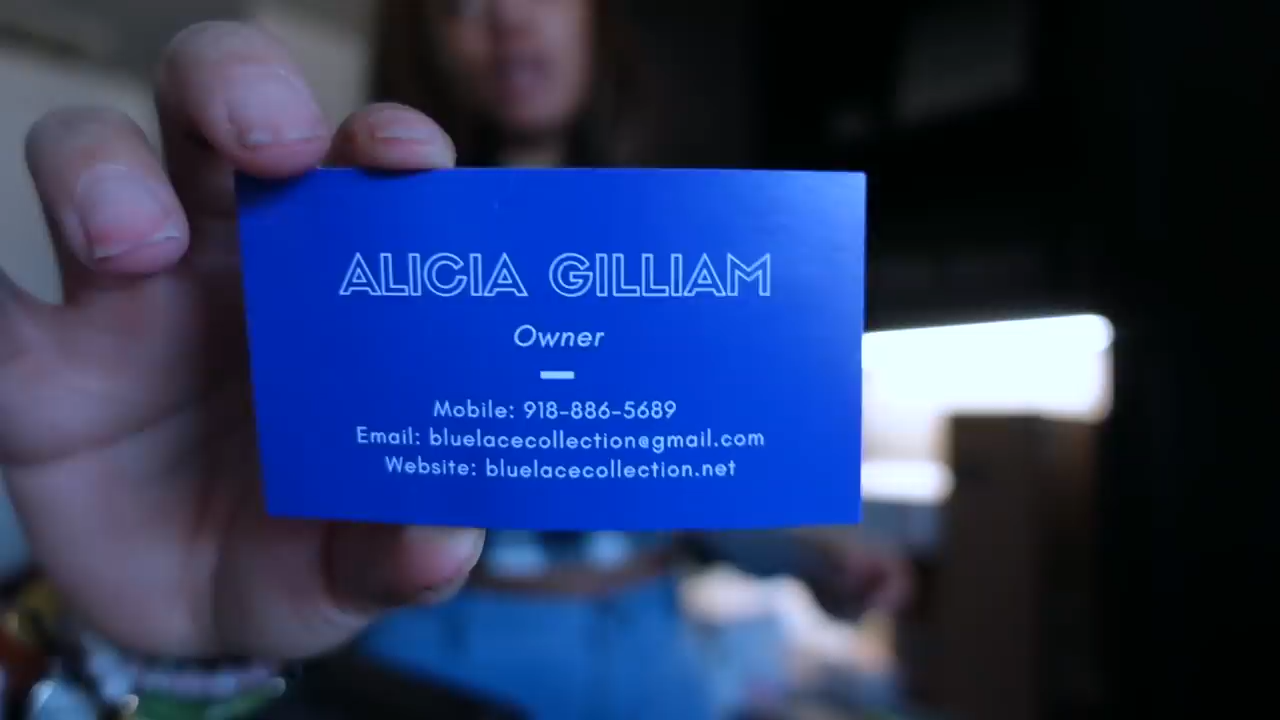 ALICIA GILLIAM
Owner
Mobile: 918-886-5689
Email: bluelacecollection@gmail.com
Website: bluelacecollection.net